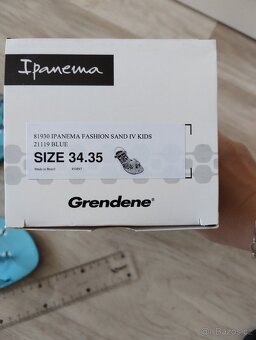 Ipanema
81930 IPANEMA FASHION SAND IV KIDS
21119 BLUE
SIZE 34.35
Made in Brazil
Grendene®